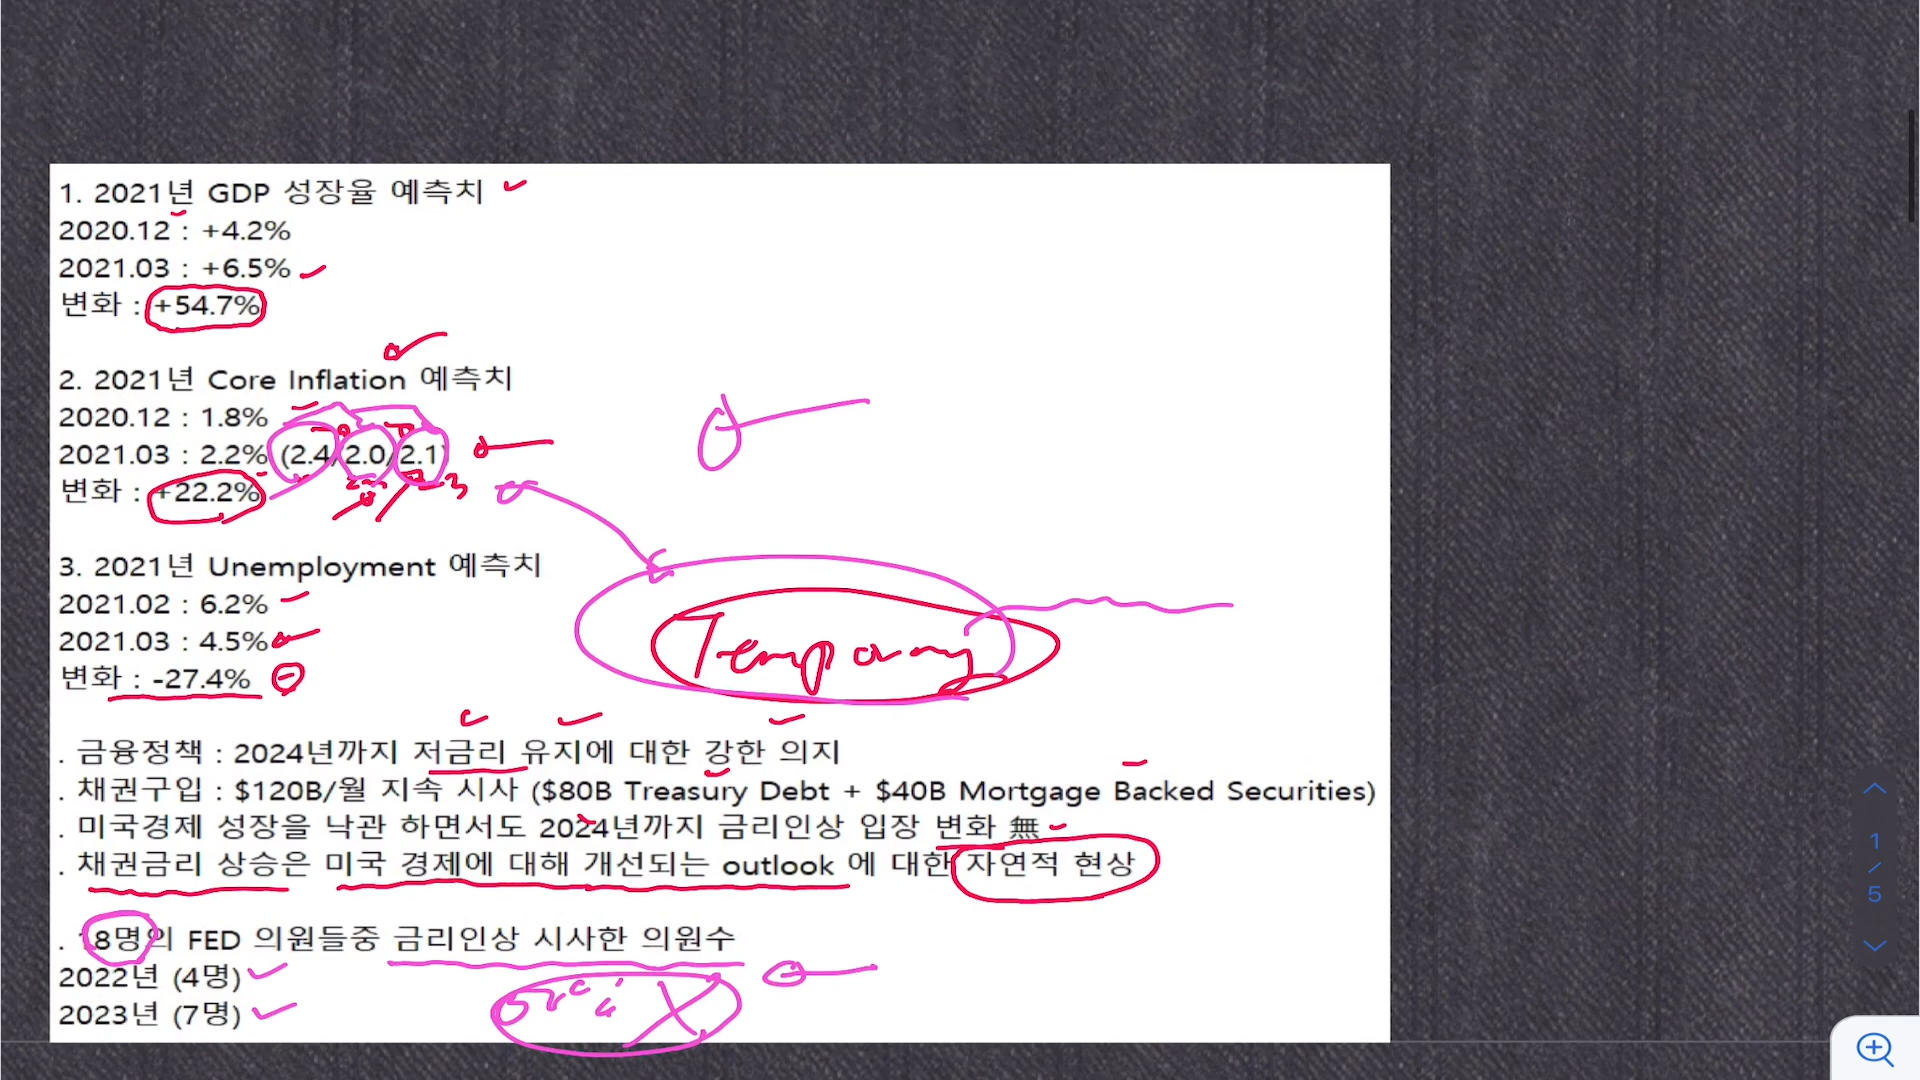 1. 2021년 GDP 성장율 예측치
2020.12 : +4.2%
2021.03 : +6.5%
변화 : +54.7%
2. 2021년 Core Inflation 예측치
2020.12 : 1.8%
2021.03 : 2.2% (2.4/2.0/2.1)
변화 : +22.2%
3. 2021년 Unemployment 예측치
2021.02 : 6.2%
2021.03 : 4.5%
변화 : -27.4%
Temporary
. 금융정책 : 2024년까지 저금리 유지에 대한 강한 의지
. 채권구입 : $120B/월 지속 시사 ($80B Treasury Debt + $40B Mortgage Backed Securities)
. 미국경제 성장을 낙관 하면서도 2024년까지 금리인상 입장 변화 無
. 채권금리 상승은 미국 경제에 대해 개선되는 outlook 에 대한 자연적 현상
. 18명의 FED 의원들중 금리인상 시사한 의원수
2022년 (4명)
2023년 (7명)
1
/
5